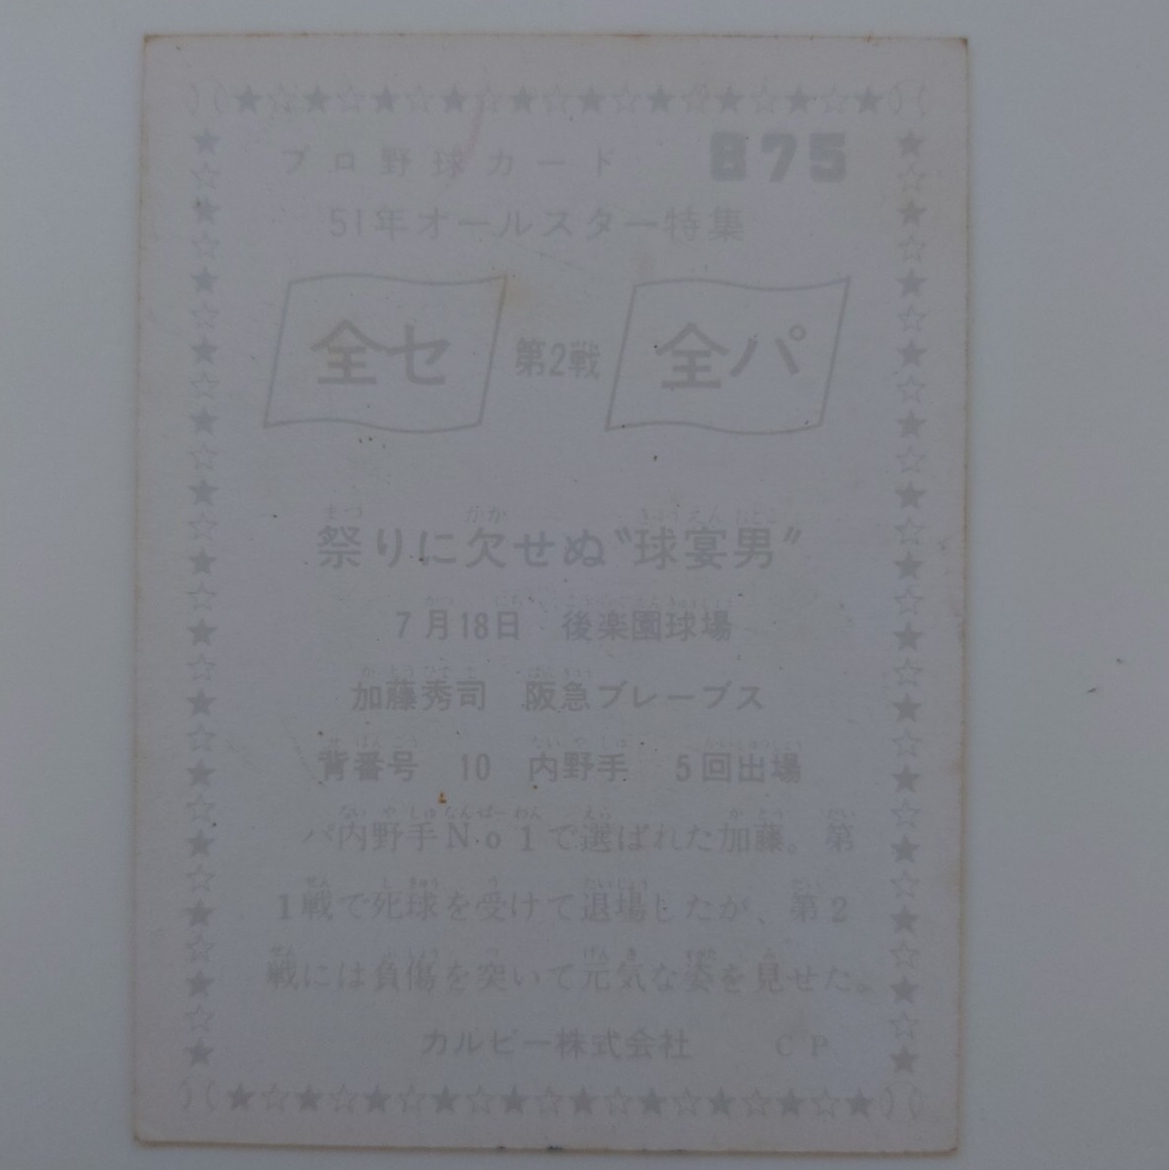 プロ野球カード 875
51年オールスター特集
全セ 第2戦 全パ
祭りに欠せぬ“球宴男”
7月18日 後楽園球場
加藤秀司 阪急ブレーブス
背番号 10 内野手 5回出場
パ内野手No1で選ばれた加藤。第
1戦で死球を受けて退場したが、第2
戦には負傷を突いて元気な姿を見せた。
カルビー株式会社 CP